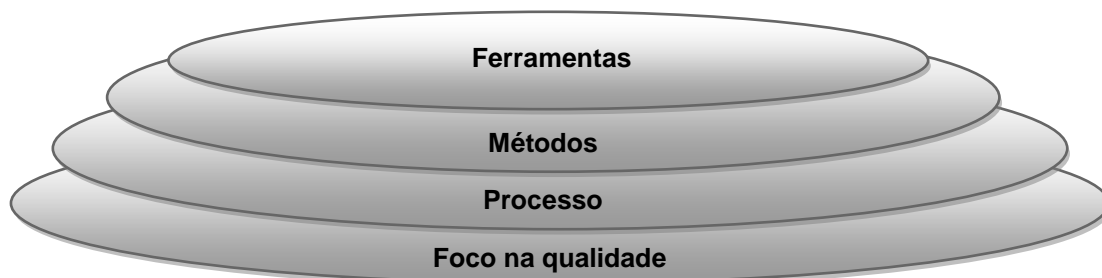 Ferramentas
Métodos
Processo
Foco na qualidade